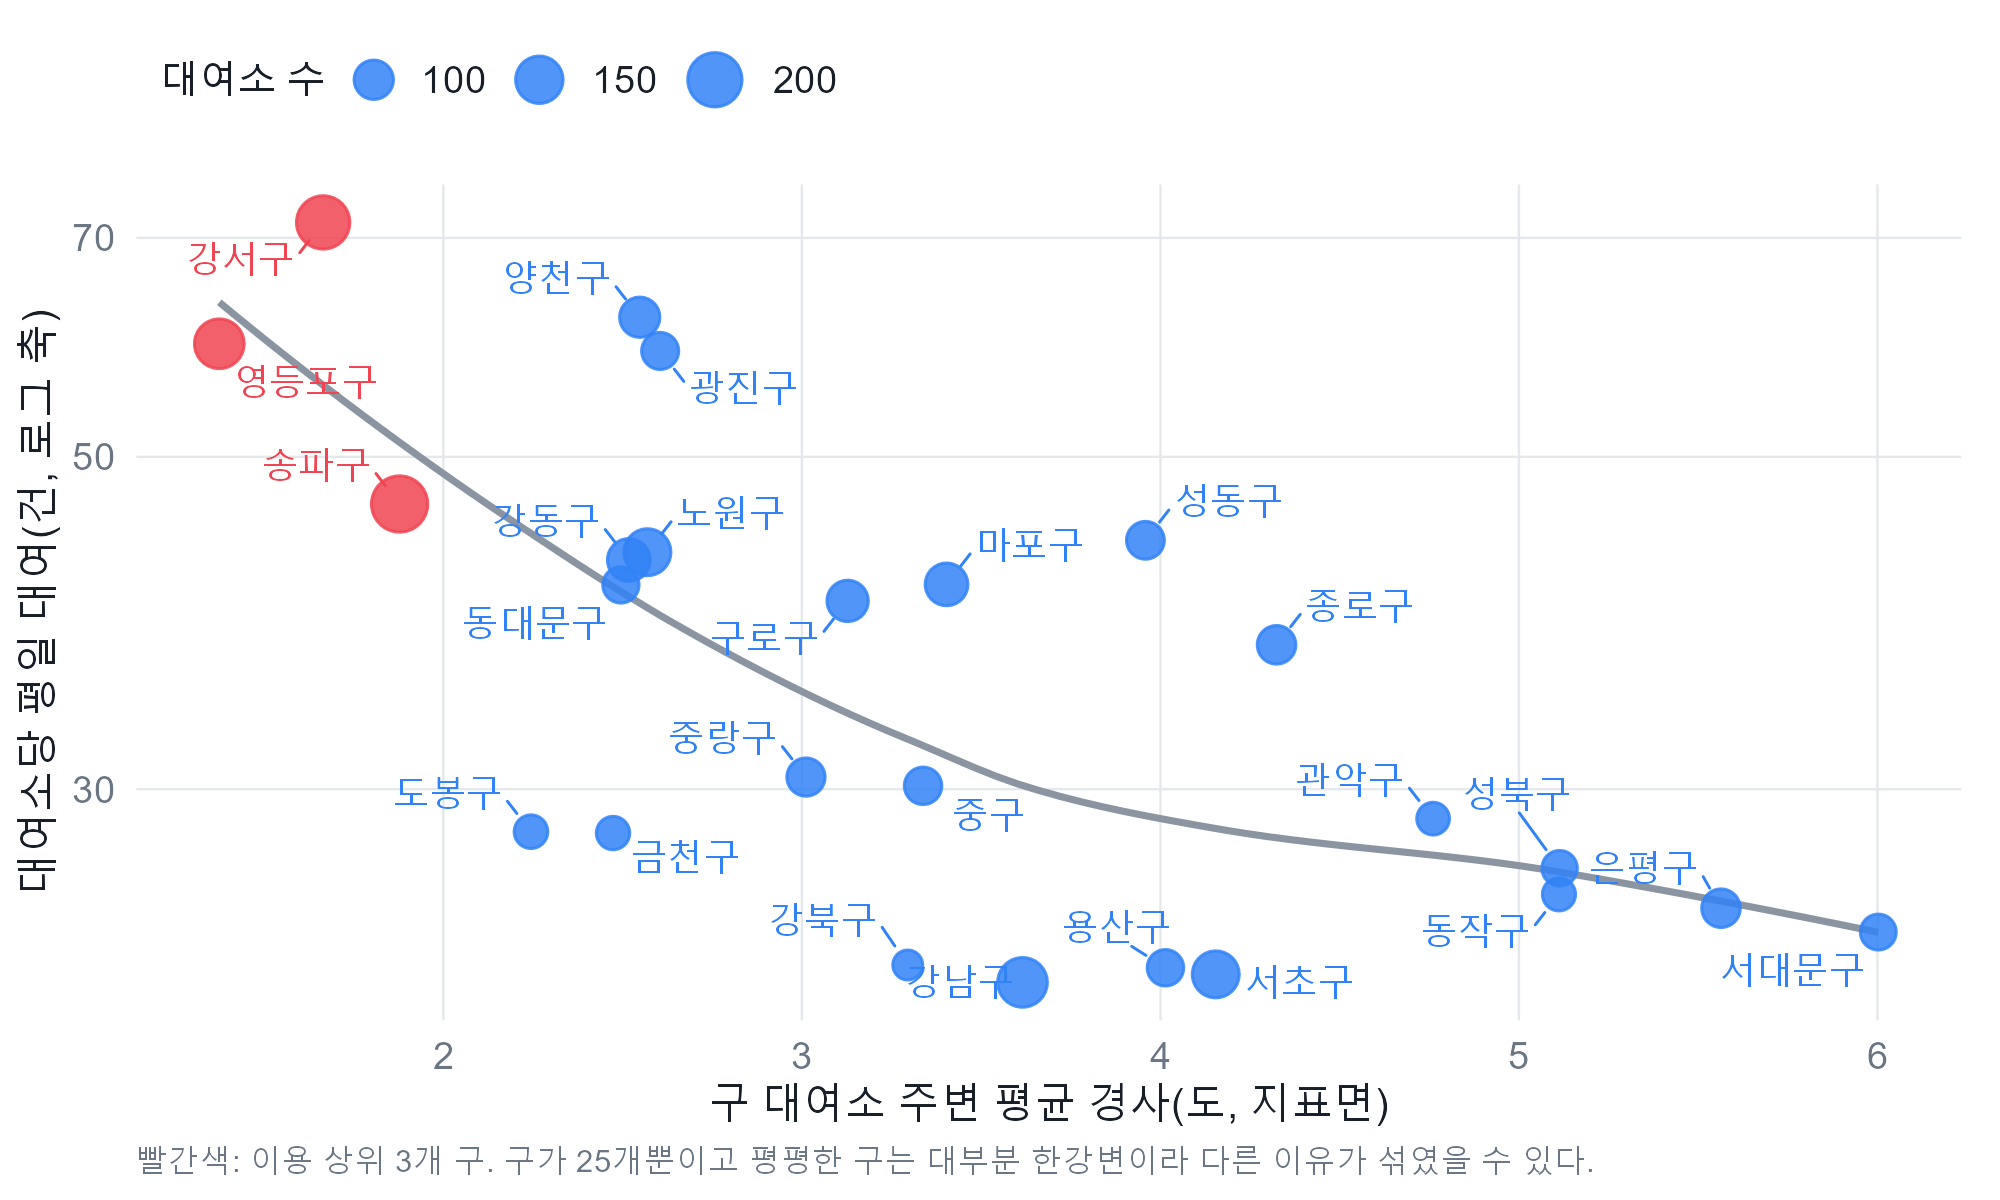 대여소 수 100 150 200
대여소당 평일 대여(건, 로그 축)
70
50
30
강서구
양천구
영등포구
광진구
송파구
강동구
노원구
성동구
마포구
동대문구
구로구
종로구
중랑구
도봉구
중구
금천구
관악구
성북구
은평구
강북구
용산구
동작구
강남구
서초구
서대문구
2 3 4 5 6
구 대여소 주변 평균 경사(도, 지표면)
빨간색: 이용 상위 3개 구. 구가 25개뿐이고 평평한 구는 대부분 한강변이라 다른 이유가 섞였을 수 있다.